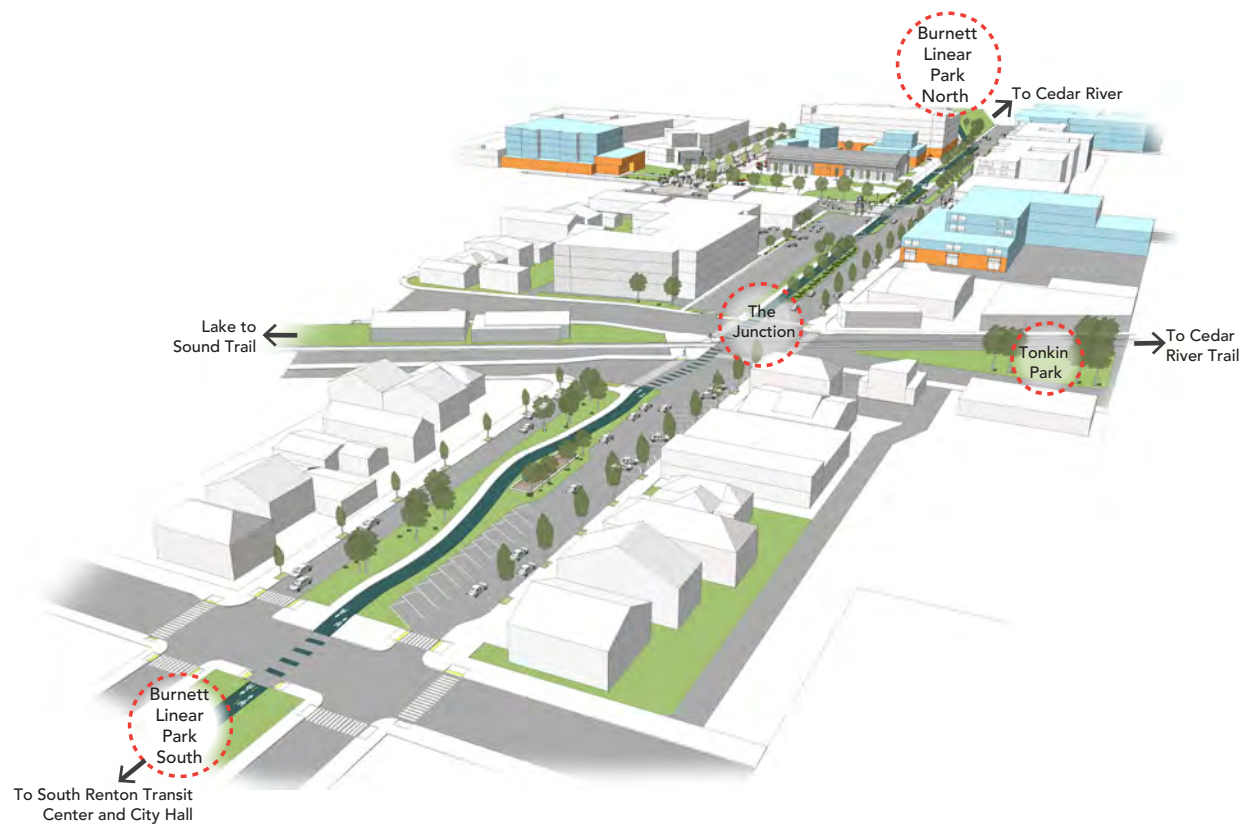 Burnett
Linear
Park
North
To Cedar River
Lake to
Sound Trail
The
Junction
Tonkin
Park
To Cedar
River Trail
Burnett
Linear
Park
South
To South Renton Transit
Center and City Hall